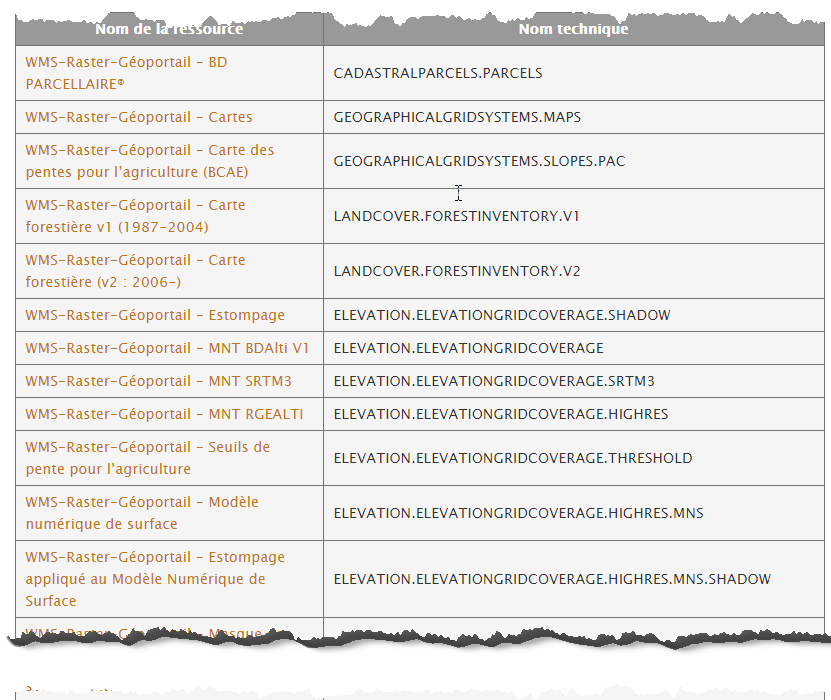 Nom de la ressource Nom technique
WMS-Raster-Géoportail - BD
PARCELLAIRE®
CADASTRALPARCELS.PARCELS
WMS-Raster-Géoportail - Cartes
GEOGRAPHICALGRIDSYSTEMS.MAPS
WMS-Raster-Géoportail - Carte des
pentes pour l'agriculture (BCAE)
GEOGRAPHICALGRIDSYSTEMS.SLOPES.PAC
WMS-Raster-Géoportail - Carte
forestière v1 (1987-2004)
LANDCOVER.FORESTINVENTORY.V1
WMS-Raster-Géoportail - Carte
forestière (v2 : 2006-)
LANDCOVER.FORESTINVENTORY.V2
WMS-Raster-Géoportail - Estompage
ELEVATION.ELEVATIONGRIDCOVERAGE.SHADOW
WMS-Raster-Géoportail - MNT BDAlti V1
ELEVATION.ELEVATIONGRIDCOVERAGE
WMS-Raster-Géoportail - MNT SRTM3
ELEVATION.ELEVATIONGRIDCOVERAGE.SRTM3
WMS-Raster-Géoportail - MNT RGEALTI
ELEVATION.ELEVATIONGRIDCOVERAGE.HIGHRES
WMS-Raster-Géoportail - Seuils de
pente pour l'agriculture
ELEVATION.ELEVATIONGRIDCOVERAGE.THRESHOLD
WMS-Raster-Géoportail - Modèle
numérique de surface
ELEVATION.ELEVATIONGRIDCOVERAGE.HIGHRES.MNS
WMS-Raster-Géoportail - Estompage
appliqué au Modèle Numérique de
Surface
ELEVATION.ELEVATIONGRIDCOVERAGE.HIGHRES.MNS.SHADOW
WMS-Raster-Géoportail - Masque